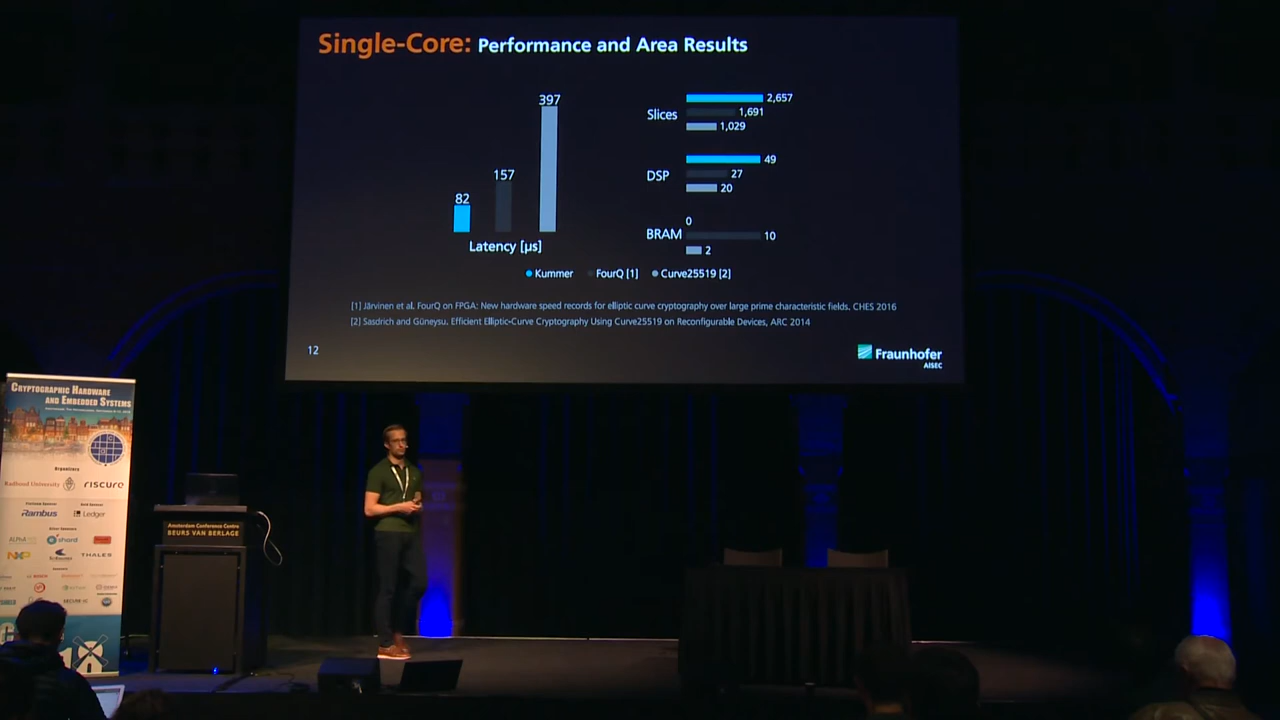 Single-Core: Performance and Area Results
397
157
82
Latency [µs]
Slices
2,657
1,691
1,029
DSP
49
27
20
BRAM
0
10
2
Kummer
FourQ [1]
Curve25519 [2]
[1] Järvinen et al. FourQ on FPGA: New hardware speed records for elliptic curve cryptography over large prime characteristic fields. CHES 2016
[2] Sasdrich and Güneysu. Efficient Elliptic-Curve Cryptography Using Curve25519 on Reconfigurable Devices, ARC 2014
12
Fraunhofer
AISEC
CRYPTOGRAPHIC HARDWARE
AND EMBEDDED SYSTEMS
Organizers
Radboud University
riscure
Rambus
Ledger
NXP
THALES
Amsterdam Conference Centre
BEURS VAN BERLAGE